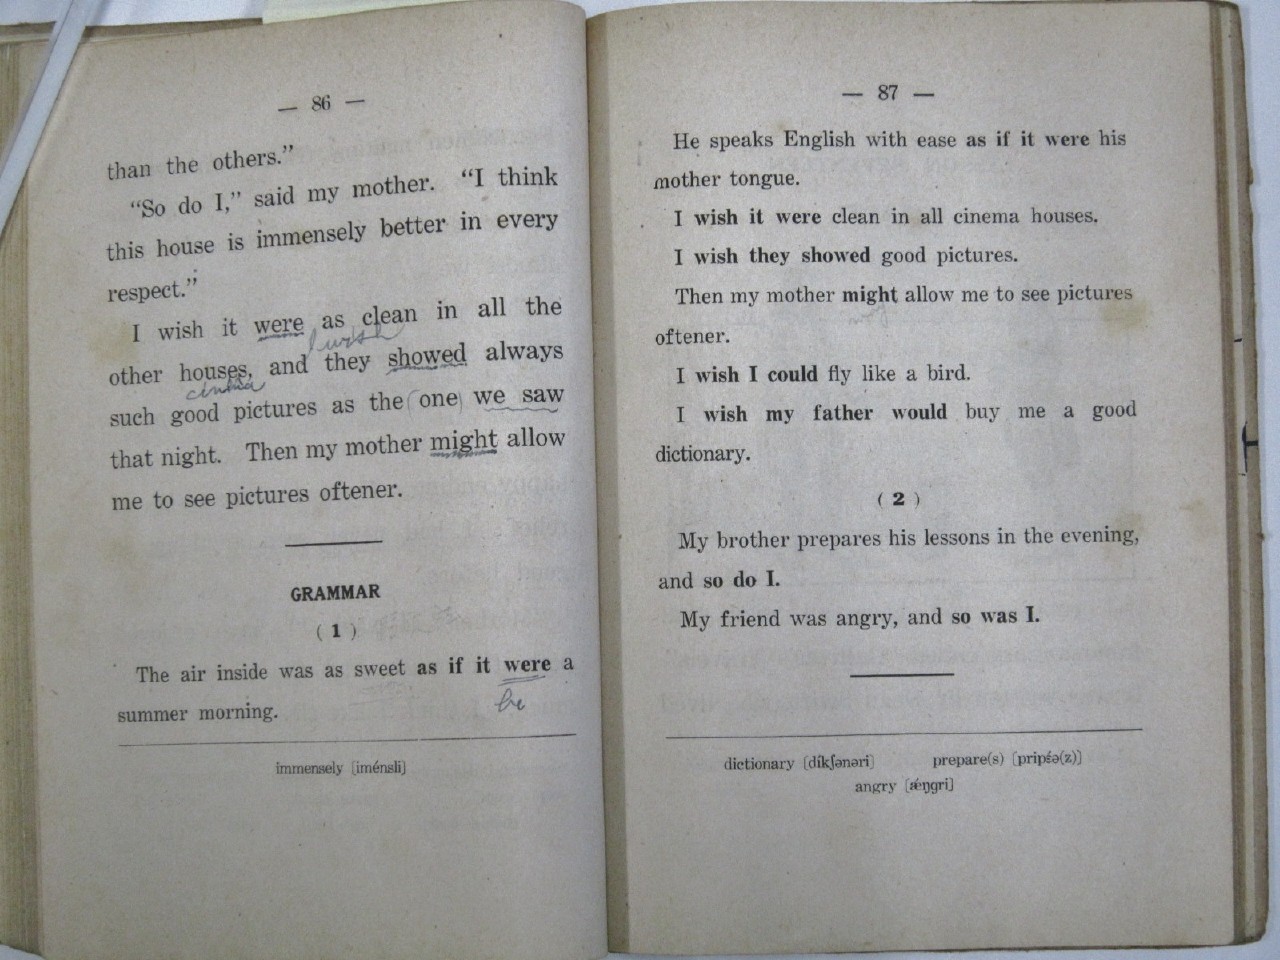 — 86 —
than the others.”
“So do I,” said my mother. “I think
this house is immensely better in every
respect.”
I wish it were as clean in all the
I wish
other houses, and they showed always
cinema
such good pictures as the (one) we saw
that night. Then my mother might allow
me to see pictures oftener.
GRAMMAR
( 1 )
The air inside was as sweet as if it were a
be
summer morning.
immensely [iménsli]
— 87 —
He speaks English with ease as if it were his
mother tongue.
I wish it were clean in all cinema houses.
I wish they showed good pictures.
Then my mother might allow me to see pictures
oftener.
I wish I could fly like a bird.
I wish my father would buy me a good
dictionary.
( 2 )
My brother prepares his lessons in the evening,
and so do I.
My friend was angry, and so was I.
dictionary [díkʃənəri] prepare(s) [pripέə(z)]
angry [ǽŋgri]